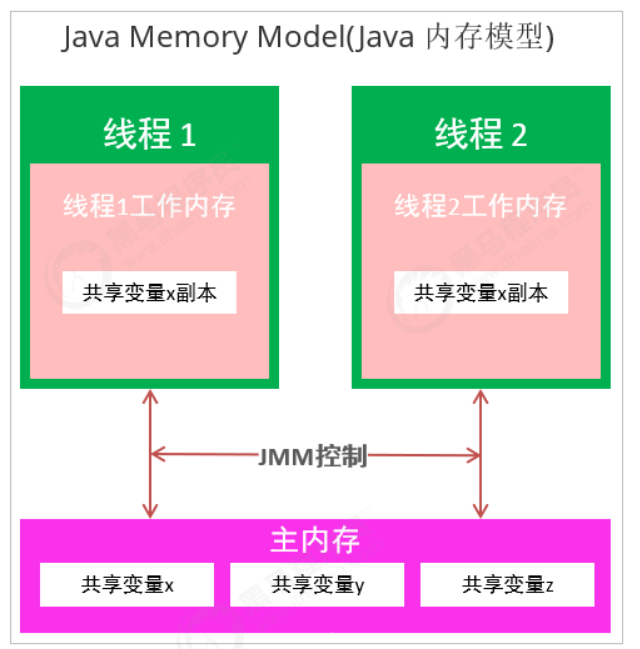 Java Memory Model(Java 内存模型)
线程 1
线程 2
线程1工作内存
线程2工作内存
共享变量x副本
共享变量x副本
JMM控制
主内存
共享变量x
共享变量y
共享变量z